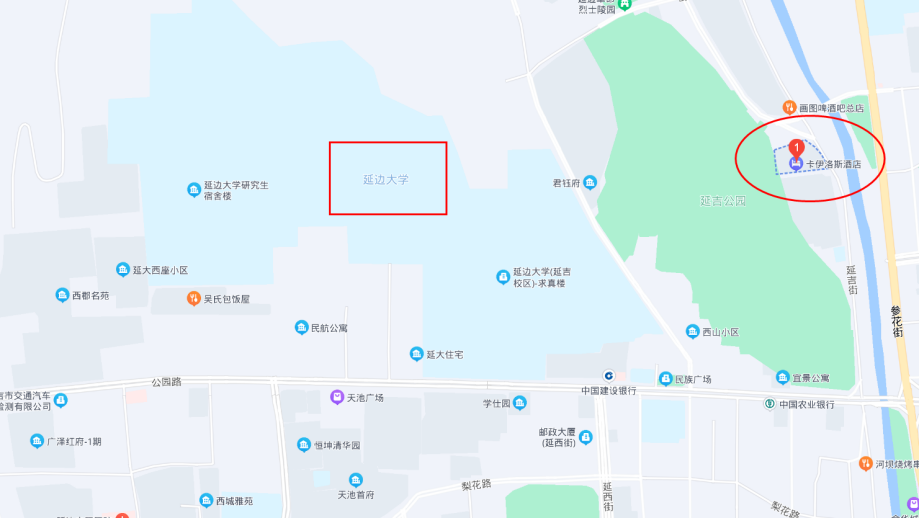 烈士陵园
画图啤酒吧总店
1
卡伊洛斯酒店
延边大学
延边大学研究生
宿舍楼
君钰府
延吉公园
延大西崖小区
延边大学(延吉
校区)-求真楼
延吉街
西都名苑
吴氏包饭屋
参花街
民航公寓
西山小区
延大住宅
公园路
中国建设银行
民族广场
宜景公寓
吉市交通汽车
检测有限公司
天池广场
学仕园
中国农业银行
广泽红府-1期
恒坤清华园
邮政大厦
(延西街)
河坝烧烤串
梨花路
延西街
天池首府
西城雅苑
梨花路